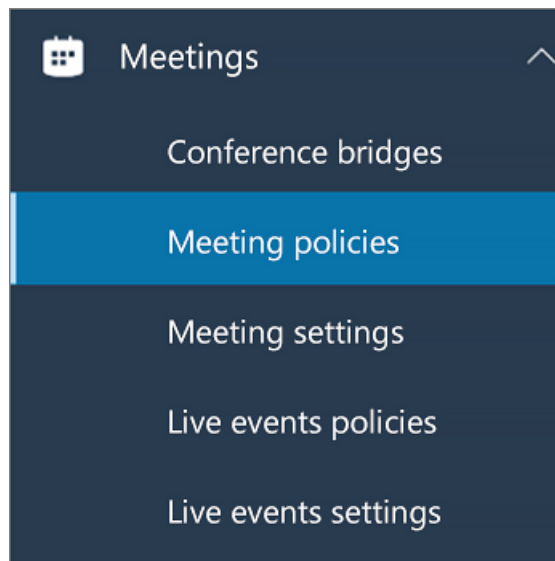 Meetings
Conference bridges
Meeting policies
Meeting settings
Live events policies
Live events settings